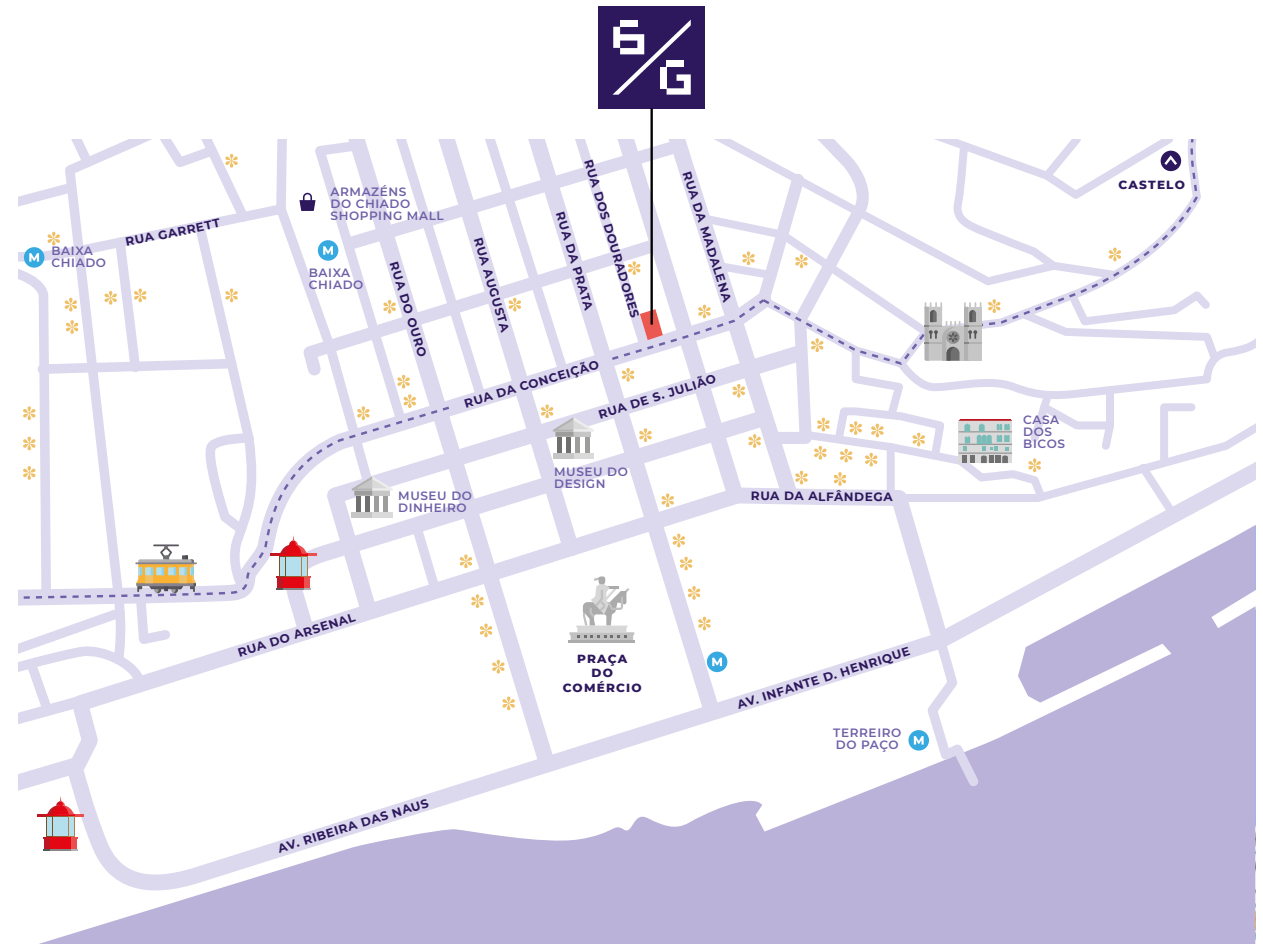 6/G
CASTELO
RUA DOS DOURADORES
RUA DA MADALENA
ARMAZÉNS
DO CHIADO
SHOPPING MALL
RUA GARRETT
M
BAIXA
CHIADO
M
BAIXA
CHIADO
RUA DO OURO
RUA AUGUSTA
RUA DA PRATA
RUA DA CONCEIÇÃO
RUA DE S. JULIÃO
CASA
DOS
BICOS
MUSEU DO
DESIGN
MUSEU DO
DINHEIRO
RUA DA ALFÂNDEGA
RUA DO ARSENAL
PRAÇA
DO
COMÉRCIO
M
AV. INFANTE D. HENRIQUE
TERREIRO
DO PAÇO
M
AV. RIBEIRA DAS NAUS